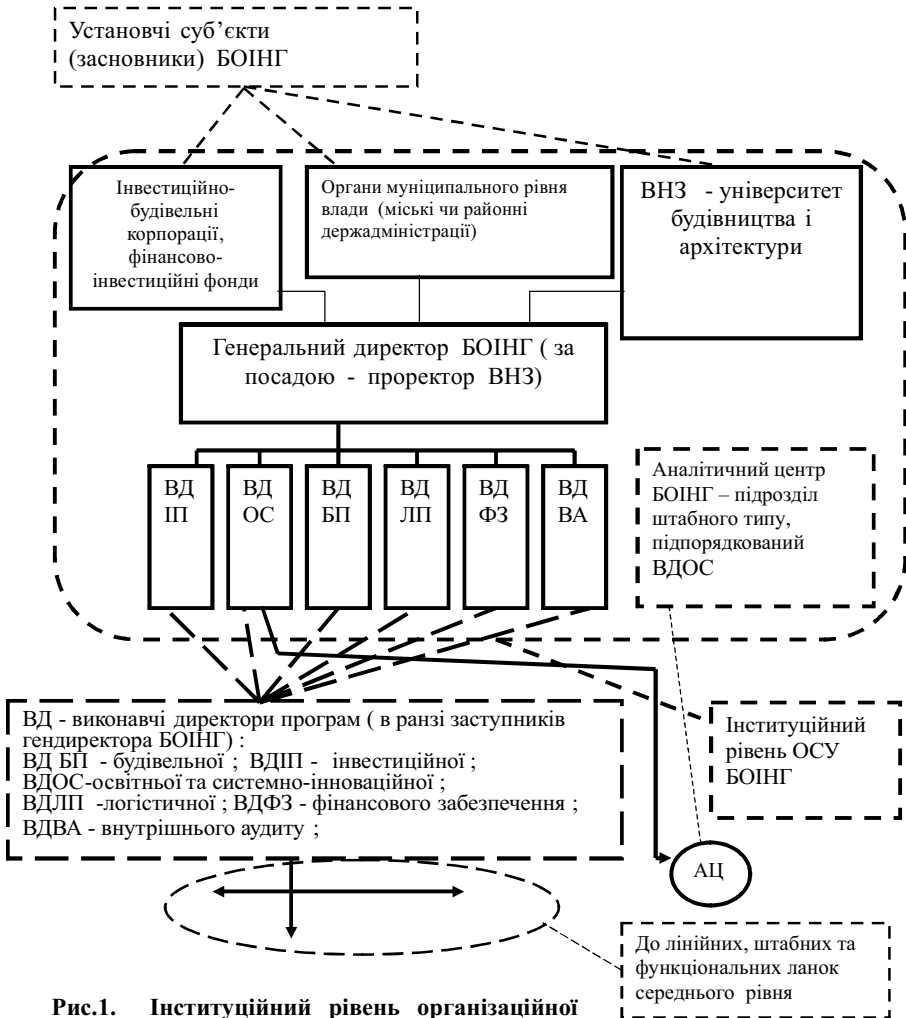 Установчі суб’єкти
(засновники) БОІНГ
Інвестиційно-
будівельні
корпорації,
фінансово-
інвестиційні фонди
Органи муніципального рівня
влади (міські чи районні
держадміністрації)
ВНЗ - університет
будівництва і
архітектури
Генеральний директор БОІНГ ( за
посадою - проректор ВНЗ)
ВД
ІП
ВД
ОС
ВД
БП
ВД
ЛП
ВД
ФЗ
ВД
ВА
Аналітичний центр
БОІНГ – підрозділ
штабного типу,
підпорядкований
ВДОС
ВД - виконавчі директори програм ( в ранзі заступників
гендиректора БОІНГ) :
ВД БП - будівельної ; ВДІП - інвестиційної ;
ВДОС-освітньої та системно-інноваційної ;
ВДЛП -логістичної ; ВДФЗ - фінансового забезпечення ;
ВДВА - внутрішнього аудиту ;
Інституційний
рівень ОСУ
БОІНГ
АЦ
До лінійних, штабних та
функціональних ланок
середнього рівня
Рис.1. Інституційний рівень організаційної